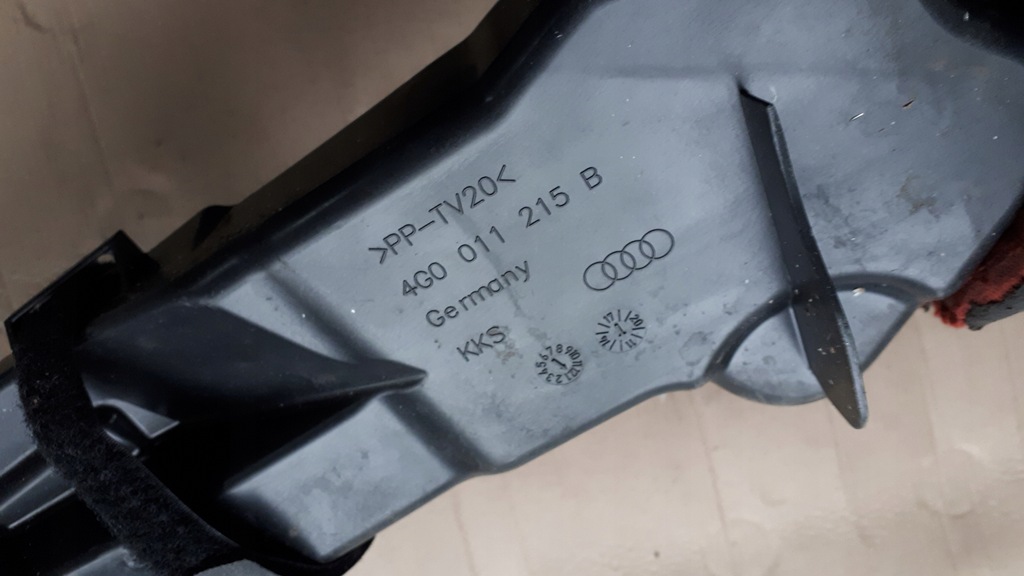 >PP-TV20<
4G0 011 215 B
Germany
KKS